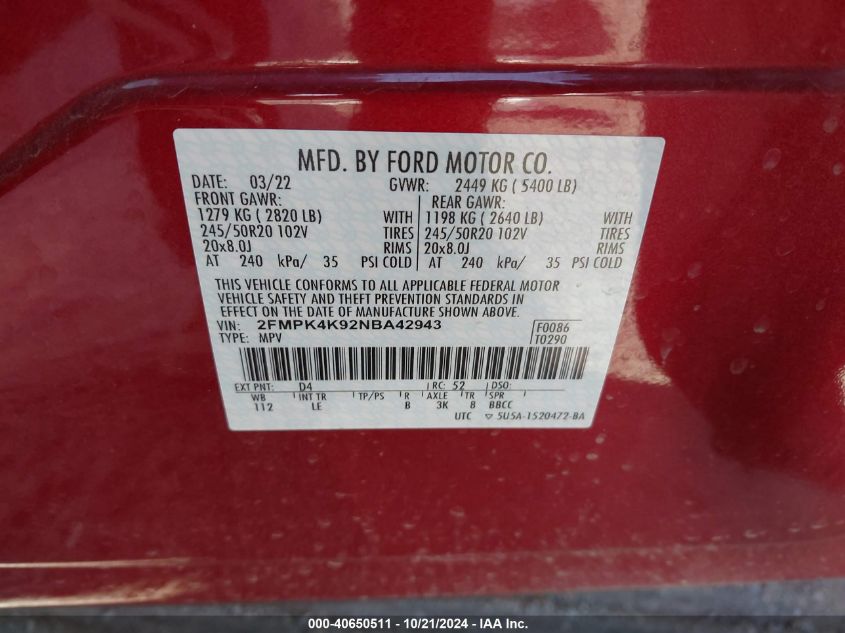 MFD. BY FORD MOTOR CO.
DATE: 03/22 GVWR: 2449 KG ( 5400 LB)
FRONT GAWR: REAR GAWR:
1279 KG ( 2820 LB) WITH 1198 KG ( 2640 LB) WITH
245/50R20 102V TIRES 245/50R20 102V TIRES
20x8.0J RIMS 20x8.0J RIMS
AT 240 kPa/ 35 PSI COLD AT 240 kPa/ 35 PSI COLD
THIS VEHICLE CONFORMS TO ALL APPLICABLE FEDERAL MOTOR
VEHICLE SAFETY AND THEFT PREVENTION STANDARDS IN
EFFECT ON THE DATE OF MANUFACTURE SHOWN ABOVE.
VIN: 2FMPK4K92NBA42943 F0086
TYPE: MPV T0290
EXT PNT: D4 RC: 52 DSO:
WB INT TR TP/PS R AXLE TR SPR
112 LE B 3K 8 BBCC
UTC 5U5A-1520472-BA
000-40650511 - 10/21/2024 - IAA Inc.